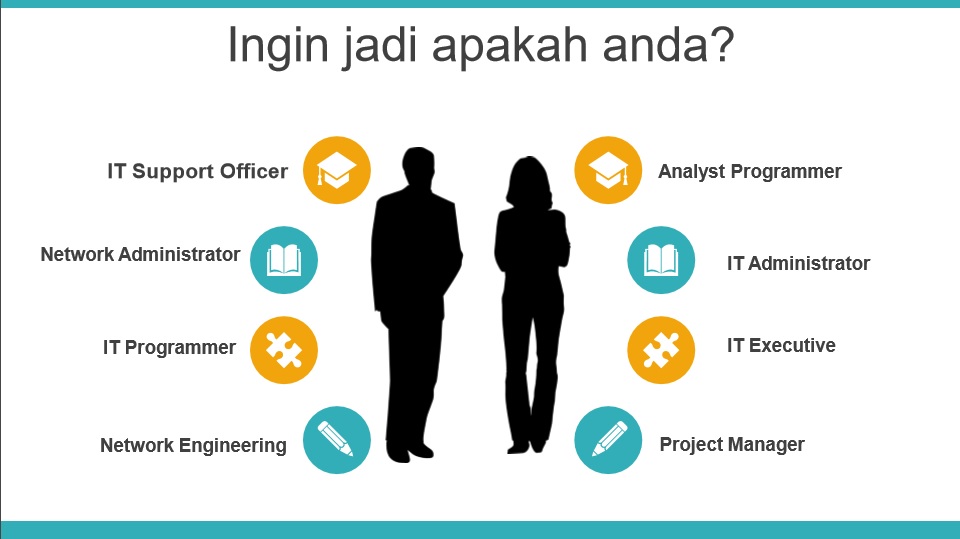 Ingin jadi apakah anda?
IT Support Officer
Analyst Programmer
Network Administrator
IT Administrator
IT Programmer
IT Executive
Network Engineering
Project Manager